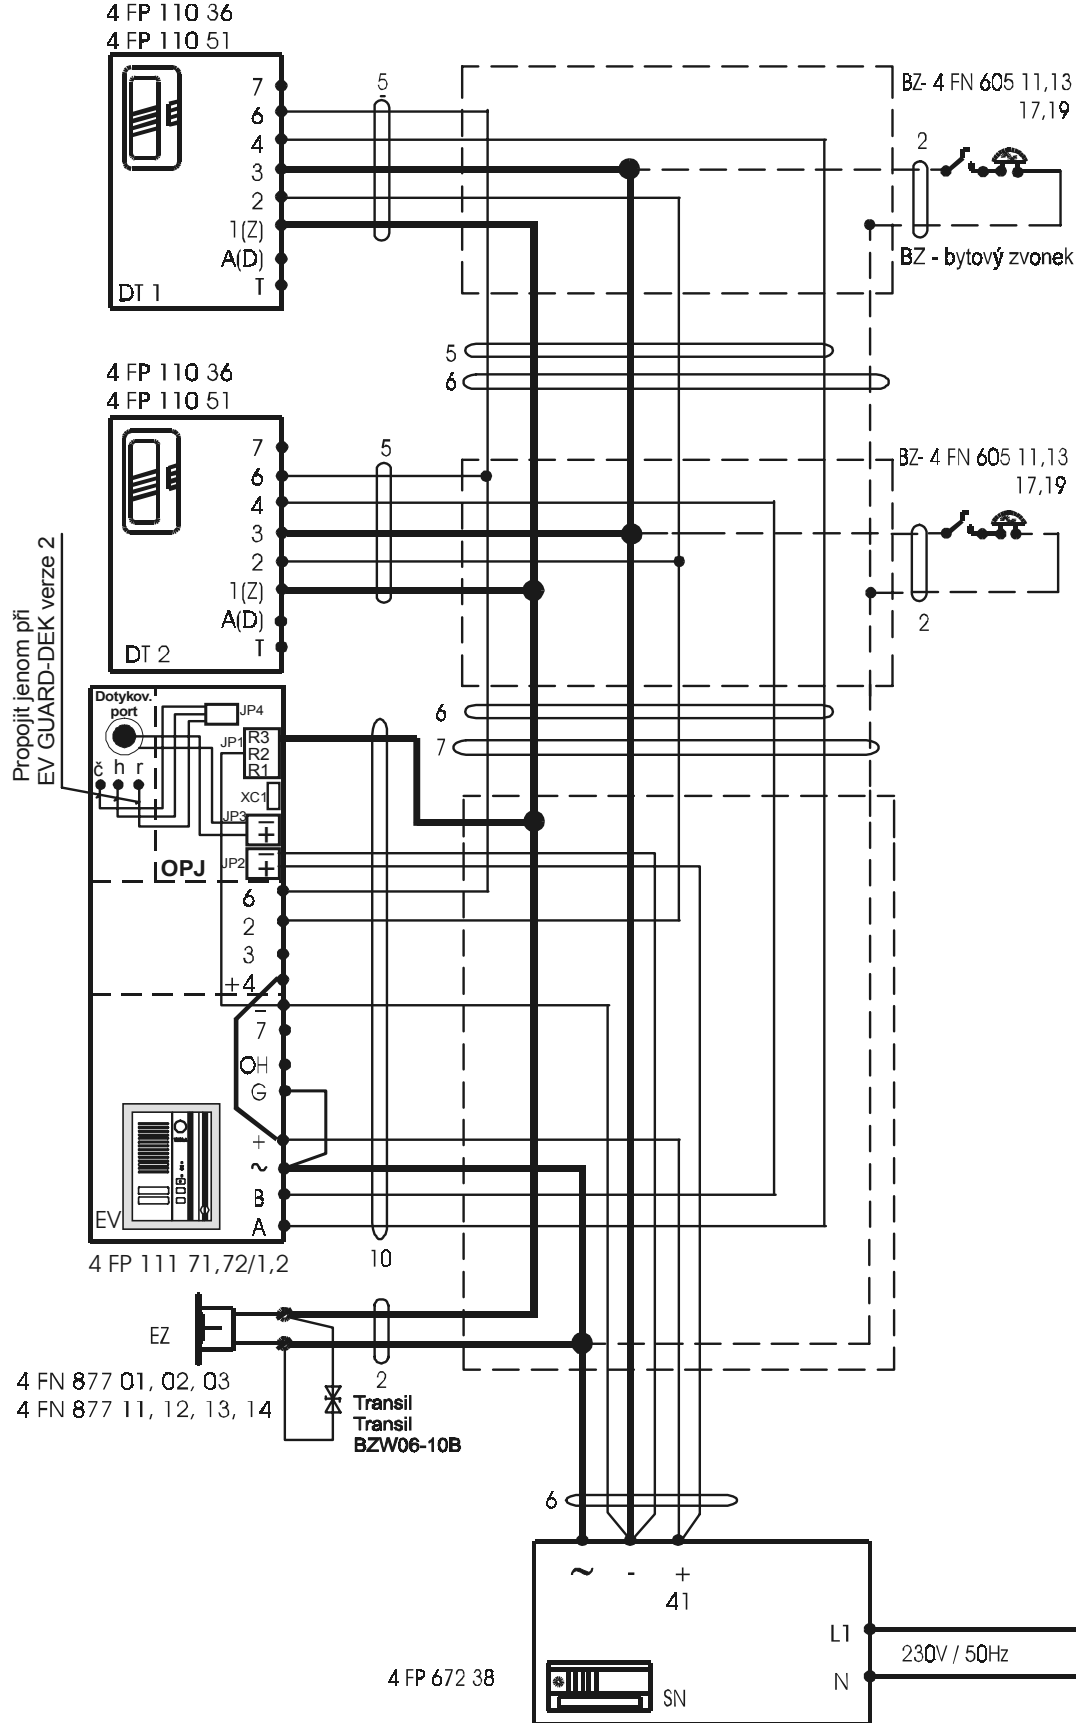 4 FP 110 36
4 FP 110 51
7
6
4
3
2
1(Z)
A(D)
T
DT 1
5
BZ- 4 FN 605 11,13
17,19
2
BZ - bytový zvonek
5
6
4 FP 110 36
4 FP 110 51
7
6
4
3
2
1(Z)
A(D)
T
DT 2
5
BZ- 4 FN 605 11,13
17,19
2
6
7
Propojit jenom při
EV GUARD-DEK verze 2
Dotykov.
port
č h r
JP4
JP1
R3
R2
R1
XC1
JP3
− +
JP2
− +
OPJ
6
2
3
+4
−
7
OH
G
+
~
B
A
EV
10
4 FP 111 71,72/1,2
EZ
2
4 FN 877 01, 02, 03
4 FN 877 11, 12, 13, 14
Transil
Transil
BZW06-10B
6
~ - +
41
L1
230V / 50Hz
N
4 FP 672 38
SN